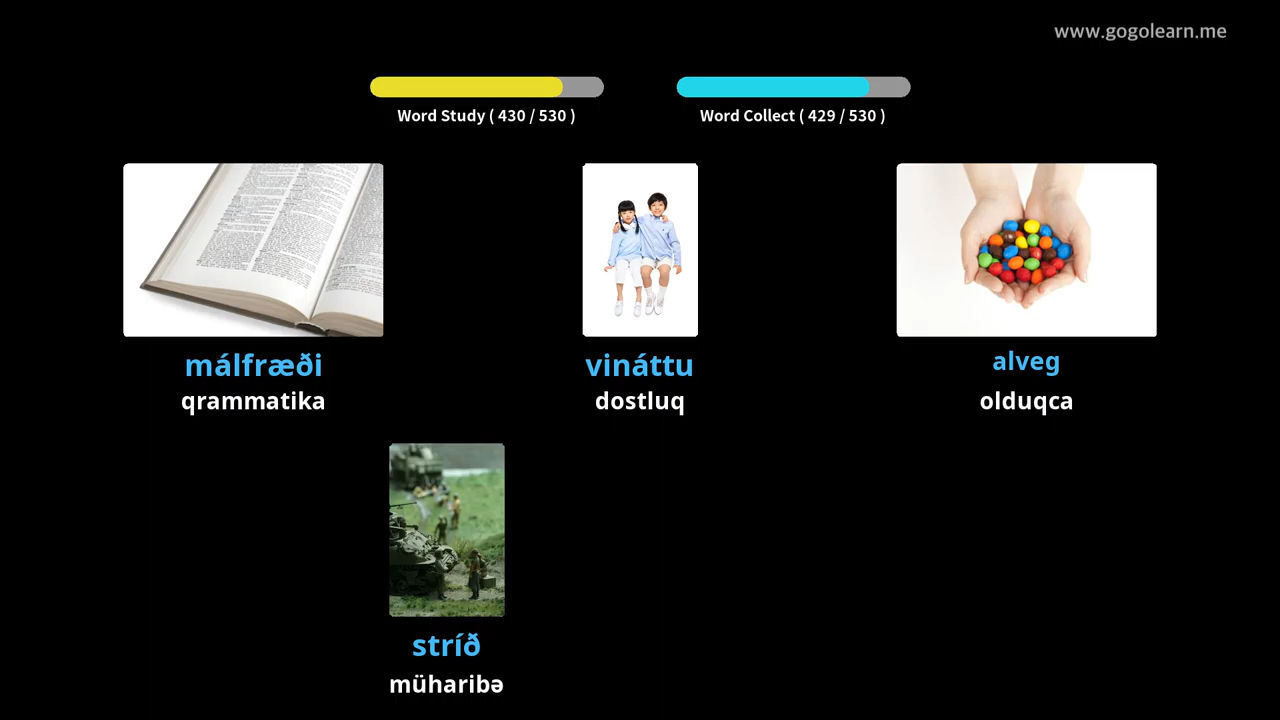 www.gogolearn.me
Word Study ( 430 / 530 )
Word Collect ( 429 / 530 )
málfræði
qrammatika
vináttu
dostluq
alveg
olduqca
stríð
müharibə